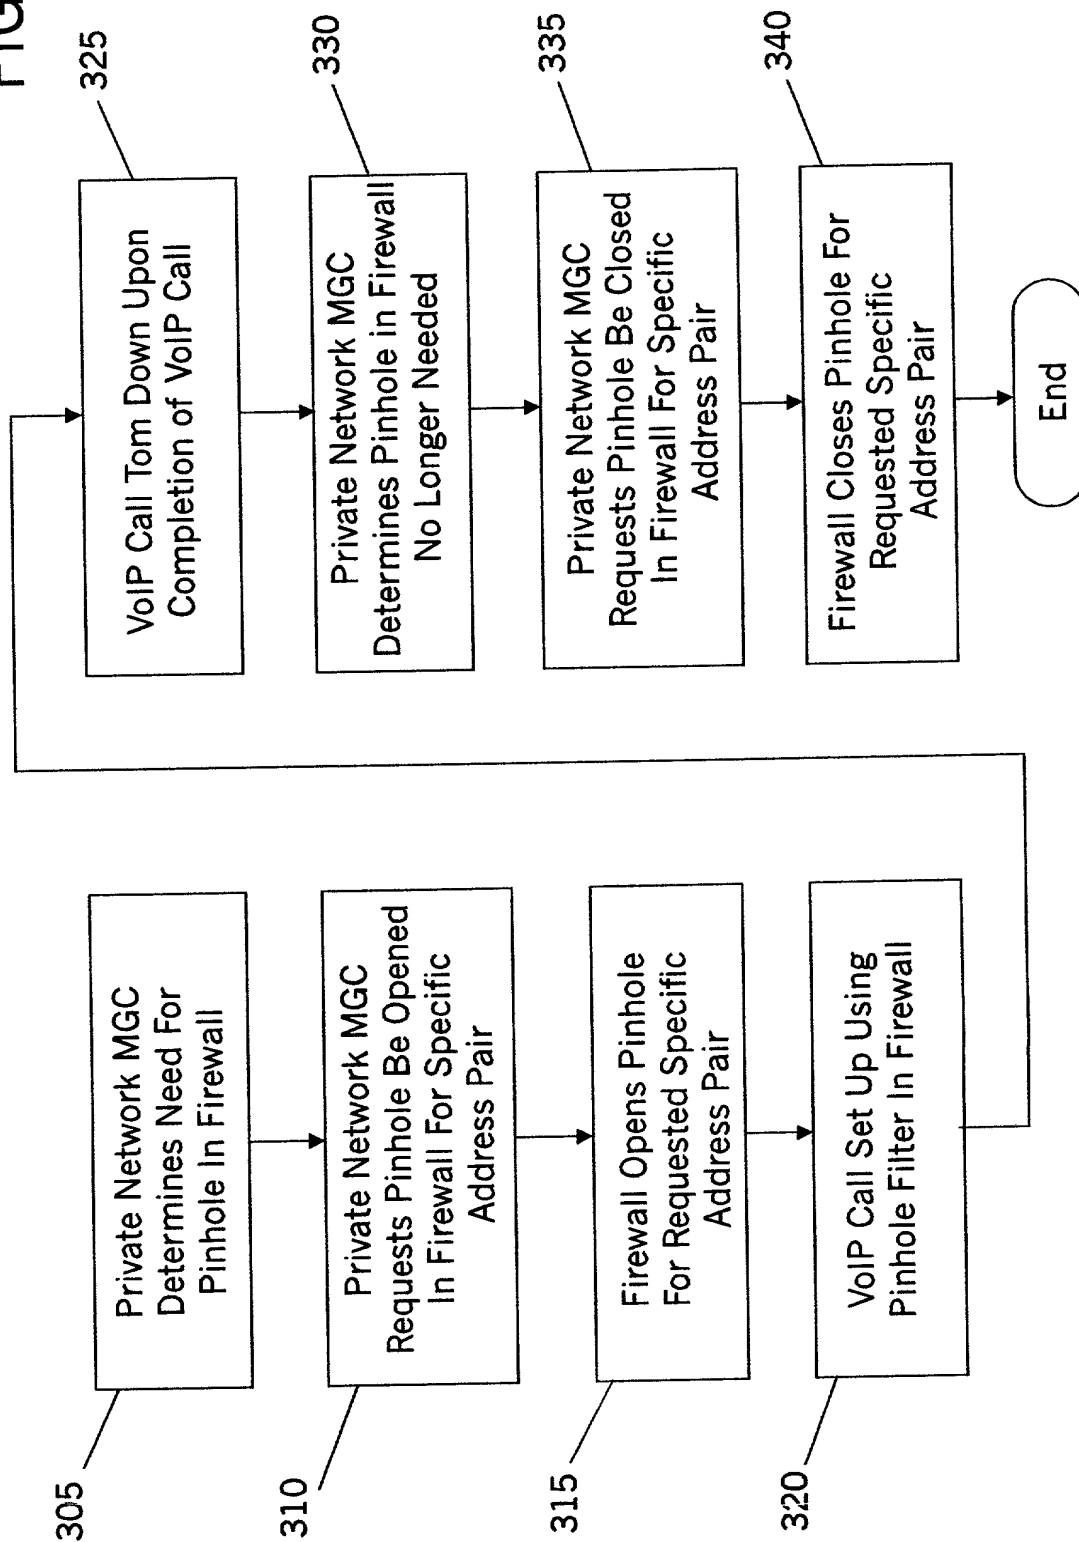 FIG
305
Private Network MGC
Determines Need For
Pinhole In Firewall
310
Private Network MGC
Requests Pinhole Be Opened
In Firewall For Specific
Address Pair
315
Firewall Opens Pinhole
For Requested Specific
Address Pair
320
VoIP Call Set Up Using
Pinhole Filter In Firewall
325
VoIP Call Tom Down Upon
Completion of VoIP Call
330
Private Network MGC
Determines Pinhole in Firewall
No Longer Needed
335
Private Network MGC
Requests Pinhole Be Closed
In Firewall For Specific
Address Pair
340
Firewall Closes Pinhole For
Requested Specific
Address Pair
End